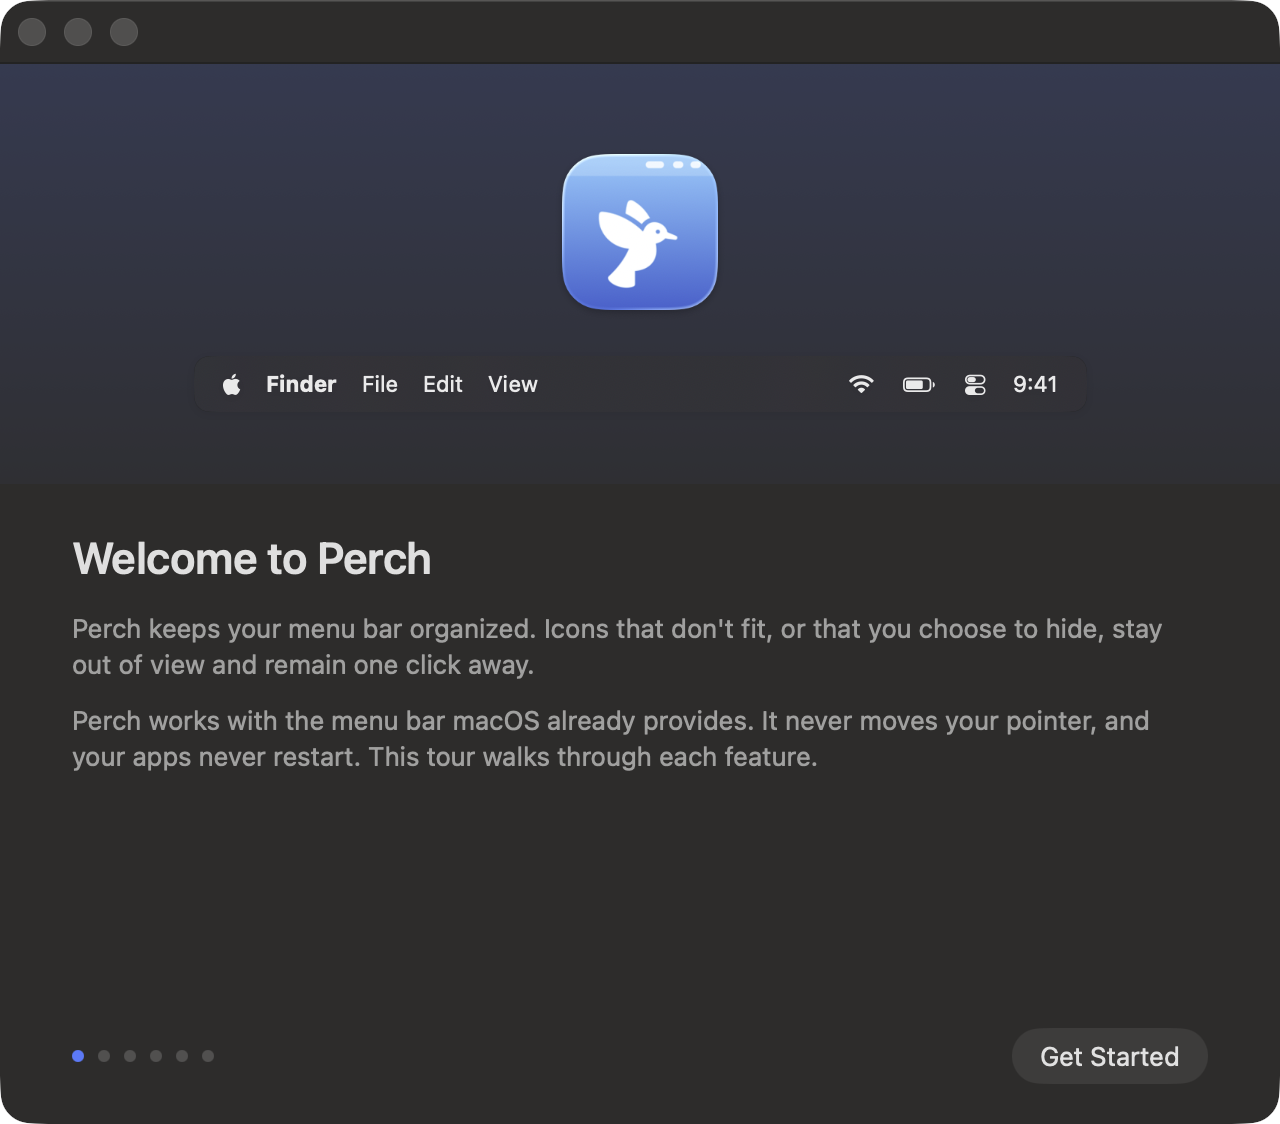 Finder File Edit View 9:41
Welcome to Perch
Perch keeps your menu bar organized. Icons that don't fit, or that you choose to hide, stay
out of view and remain one click away.
Perch works with the menu bar macOS already provides. It never moves your pointer, and
your apps never restart. This tour walks through each feature.
Get Started